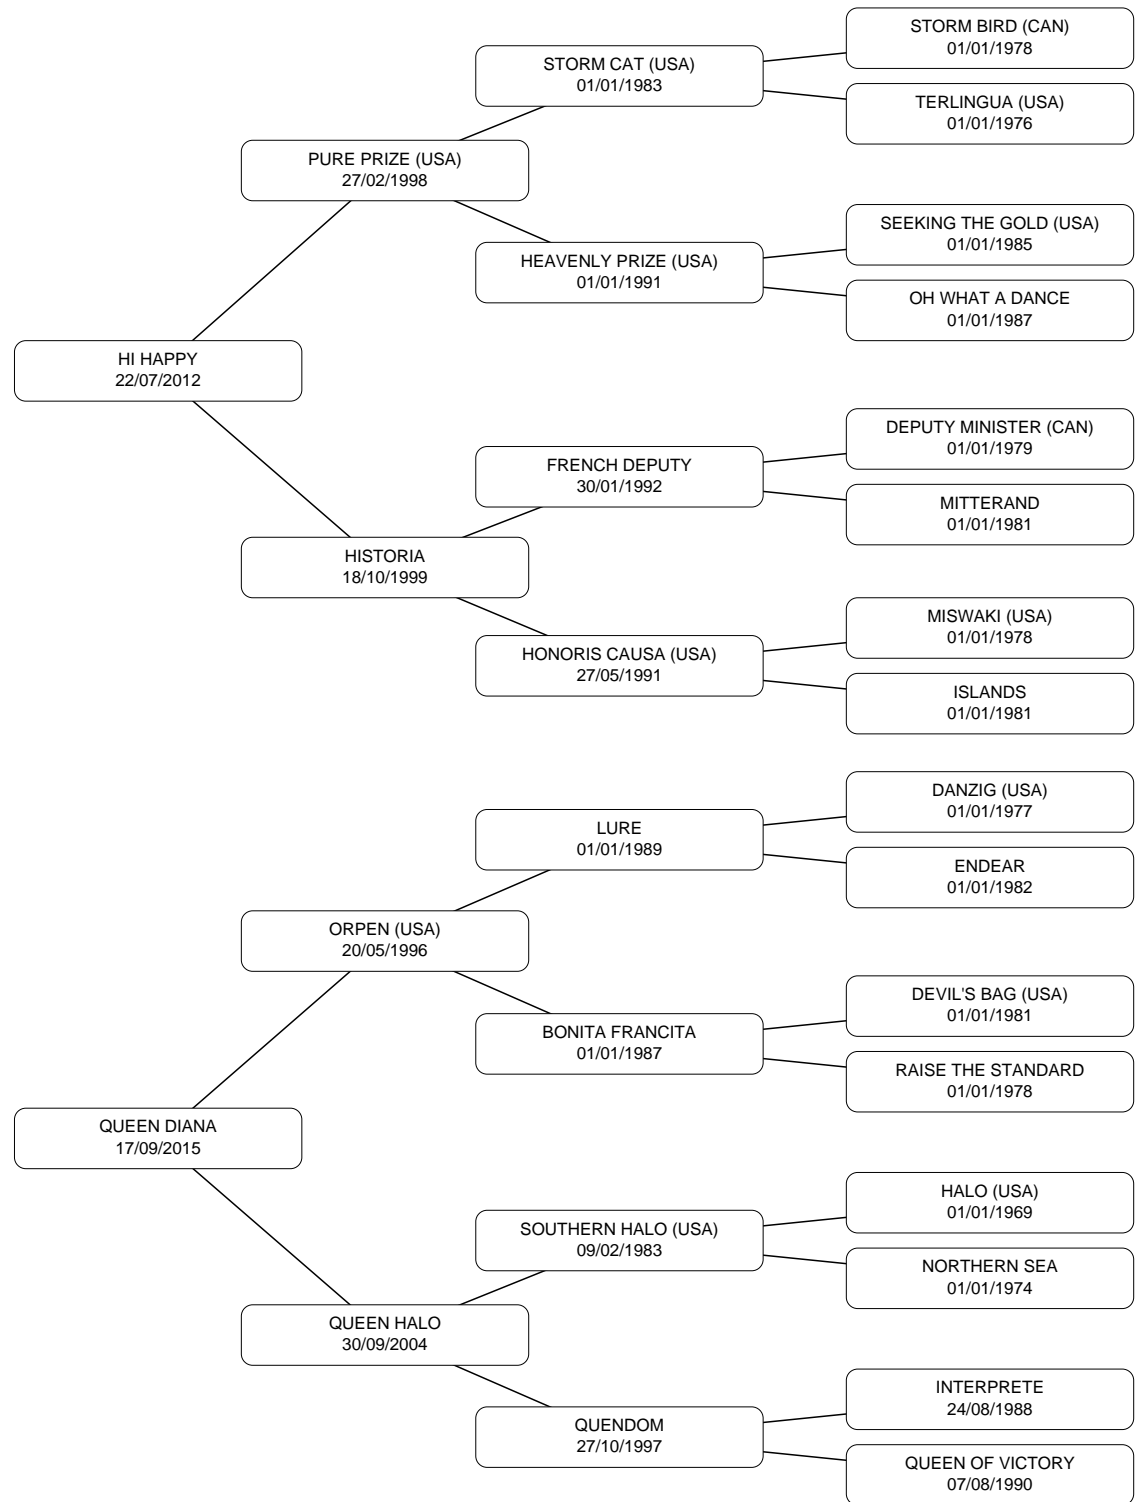 STORM BIRD (CAN)
01/01/1978
STORM CAT (USA)
01/01/1983
TERLINGUA (USA)
01/01/1976
PURE PRIZE (USA)
27/02/1998
SEEKING THE GOLD (USA)
01/01/1985
HEAVENLY PRIZE (USA)
01/01/1991
OH WHAT A DANCE
01/01/1987
HI HAPPY
22/07/2012
DEPUTY MINISTER (CAN)
01/01/1979
FRENCH DEPUTY
30/01/1992
MITTERAND
01/01/1981
HISTORIA
18/10/1999
MISWAKI (USA)
01/01/1978
HONORIS CAUSA (USA)
27/05/1991
ISLANDS
01/01/1981
DANZIG (USA)
01/01/1977
LURE
01/01/1989
ENDEAR
01/01/1982
ORPEN (USA)
20/05/1996
DEVIL'S BAG (USA)
01/01/1981
BONITA FRANCITA
01/01/1987
RAISE THE STANDARD
01/01/1978
QUEEN DIANA
17/09/2015
HALO (USA)
01/01/1969
SOUTHERN HALO (USA)
09/02/1983
NORTHERN SEA
01/01/1974
QUEEN HALO
30/09/2004
INTERPRETE
24/08/1988
QUENDOM
27/10/1997
QUEEN OF VICTORY
07/08/1990